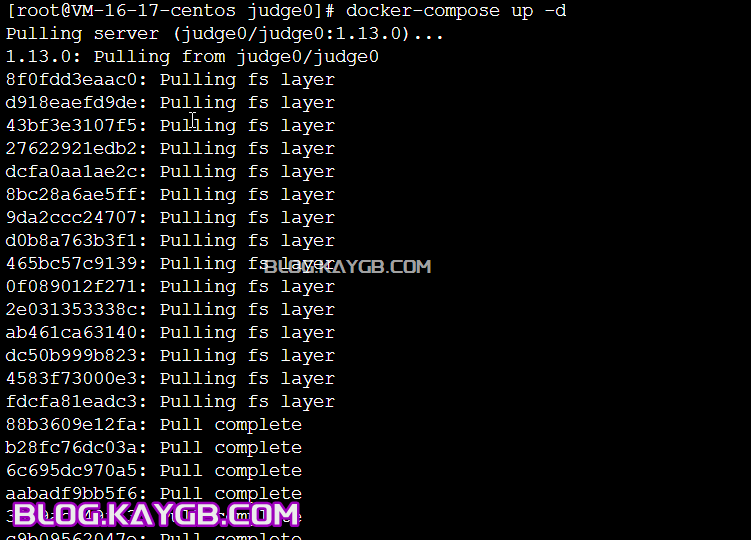 [root@VM-16-17-centos judge0]# docker-compose up -d
Pulling server (judge0/judge0:1.13.0)...
1.13.0: Pulling from judge0/judge0
8f0fdd3eaac0: Pulling fs layer
d918eaefd9de: Pulling fs layer
43bf3e3107f5: Pulling fs layer
27622921edb2: Pulling fs layer
dcfa0aa1ae2c: Pulling fs layer
8bc28a6ae5ff: Pulling fs layer
9da2ccc24707: Pulling fs layer
d0b8a763b3f1: Pulling fs layer
465bc57c9139: Pulling fs layer
BLOG.KAYGB.COM
0f089012f271: Pulling fs layer
2e031353338c: Pulling fs layer
ab461ca63140: Pulling fs layer
dc50b999b823: Pulling fs layer
4583f73000e3: Pulling fs layer
fdcfa81eadc3: Pulling fs layer
88b3609e12fa: Pull complete
b28fc76dc03a: Pull complete
6c695dc970a5: Pull complete
aabadf9bb5f6: Pull complete
BLOG.KAYGB.COM
Pull complete